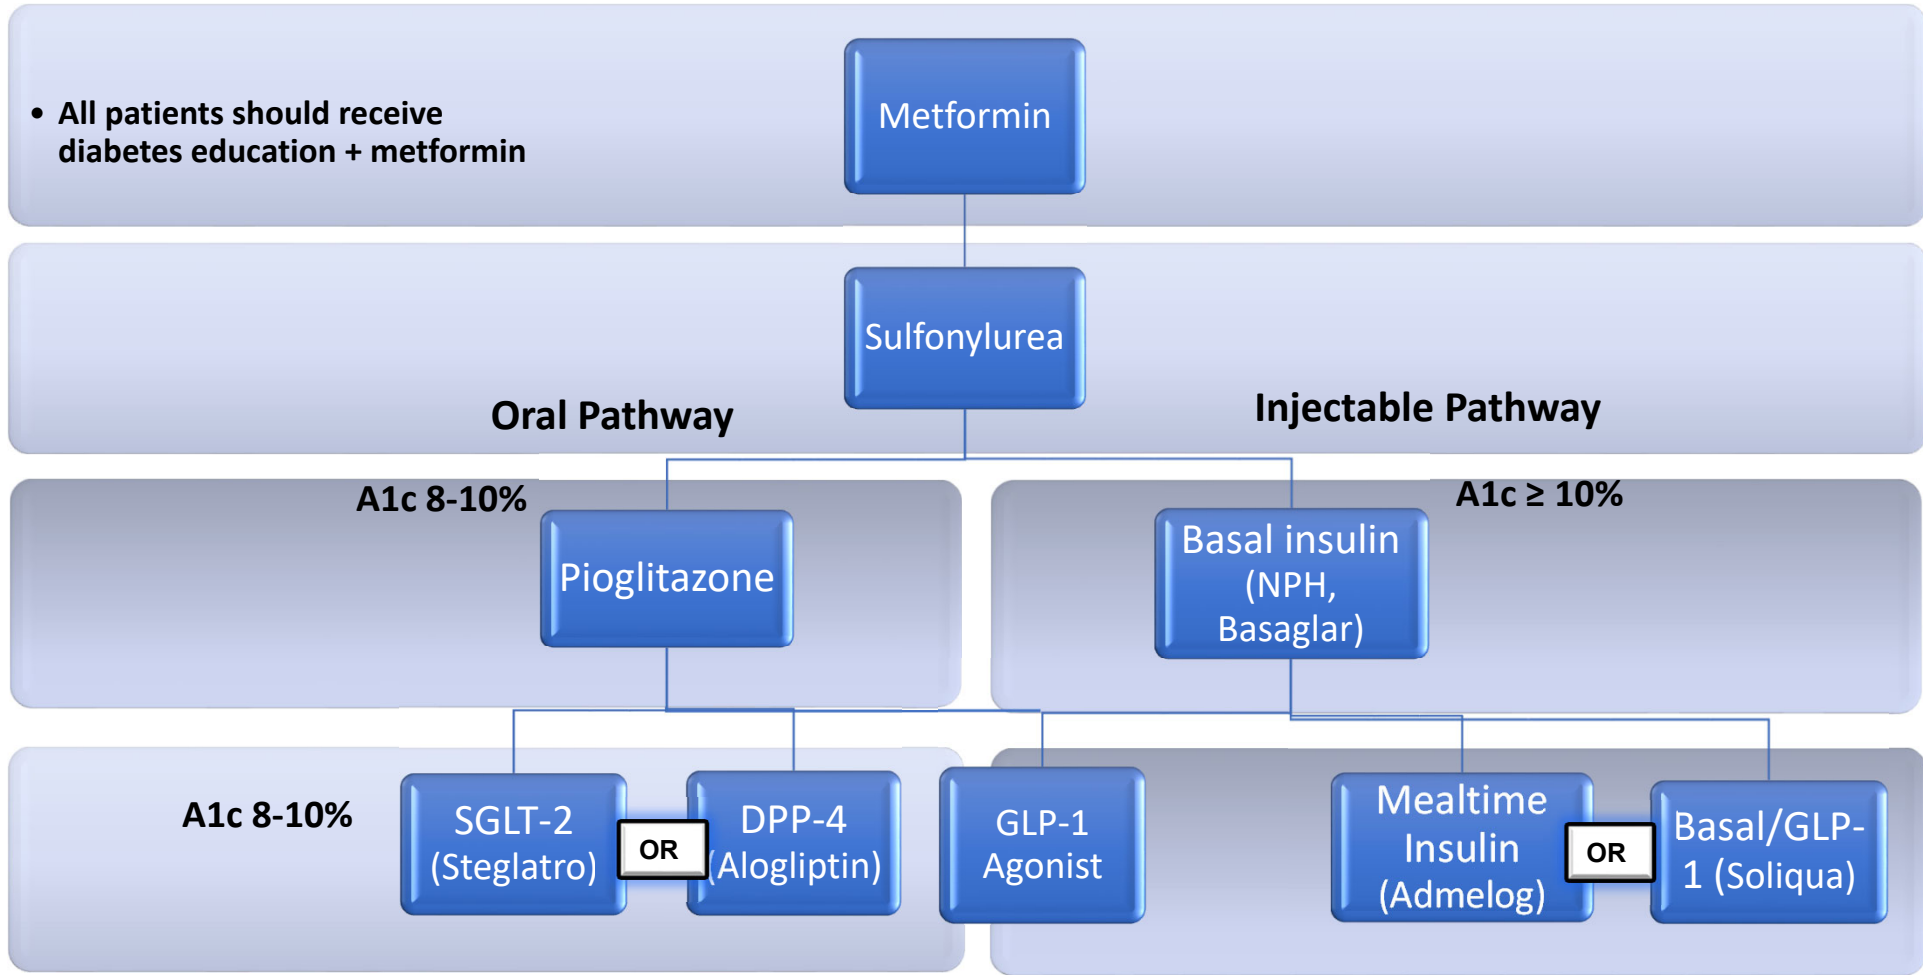 • All patients should receive
diabetes education + metformin
Metformin
Sulfonylurea
Oral Pathway
Injectable Pathway
A1c 8-10%
A1c ≥ 10%
Pioglitazone
Basal insulin
(NPH,
Basaglar)
A1c 8-10%
SGLT-2
(Steglatro)
OR
DPP-4
(Alogliptin)
GLP-1
Agonist
Mealtime
Insulin
(Admelog)
OR
Basal/GLP-
1 (Soliqua)